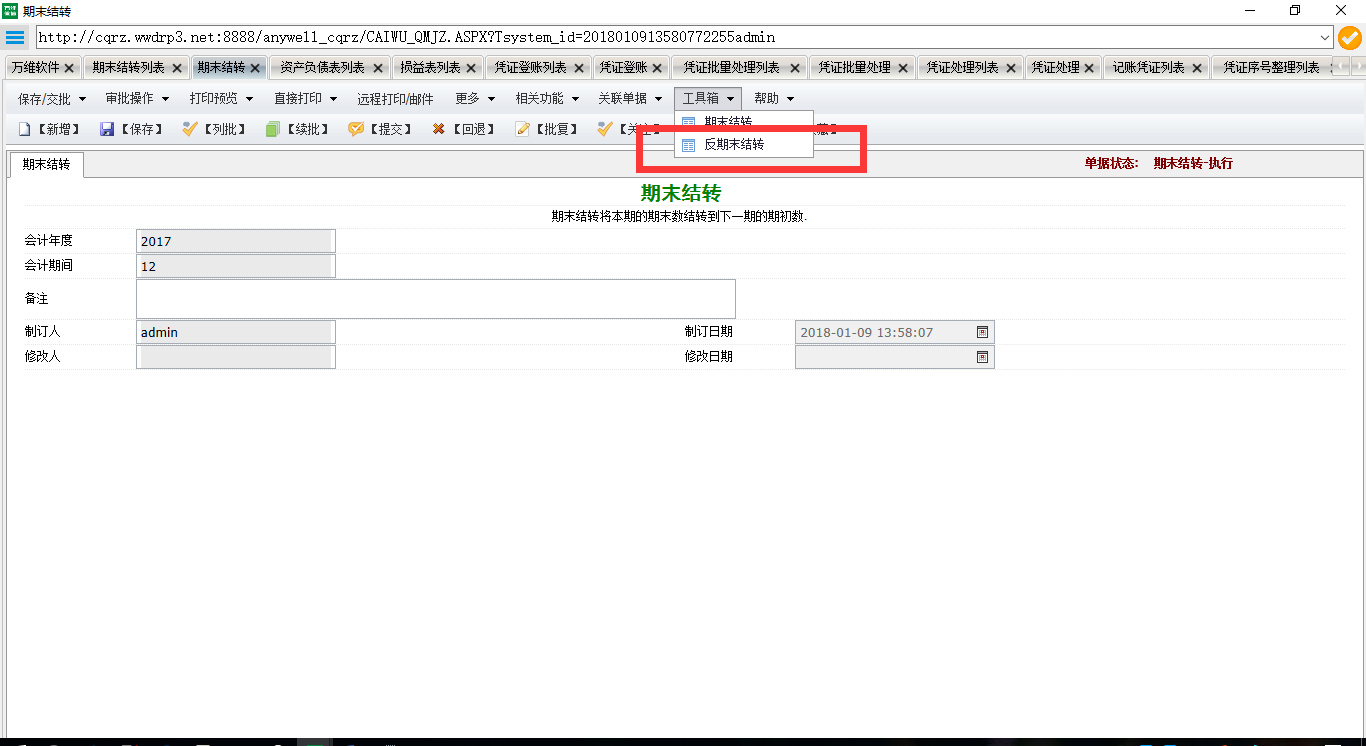 期末结转
http://cqrz.wwdrp3.net:8888/anywell_cqrz/CAIWU_QMJZ.ASPX?Tsystem_id=2018010913580772255admin
万维软件 期末结转列表 期末结转 资产负债表列表 损益表列表 凭证登账列表 凭证登账 凭证批量处理列表 凭证批量处理 凭证处理列表 凭证处理 记账凭证列表 凭证序号整理列表
保存/交批 审批操作 打印预览 直接打印 远程打印/邮件 更多 相关功能 关联单据 工具箱 帮助
【新增】 【保存】 【列批】 【续批】 【提交】 【回退】 【批复】 【关注】 藏】
期末结转
反期末结转
期末结转 单据状态: 期末结转-执行
期末结转
期末结转将本期的期末数结转到下一期的期初数.
会计年度 2017
会计期间 12
备注
制订人 admin 制订日期 2018-01-09 13:58:07
修改人 修改日期